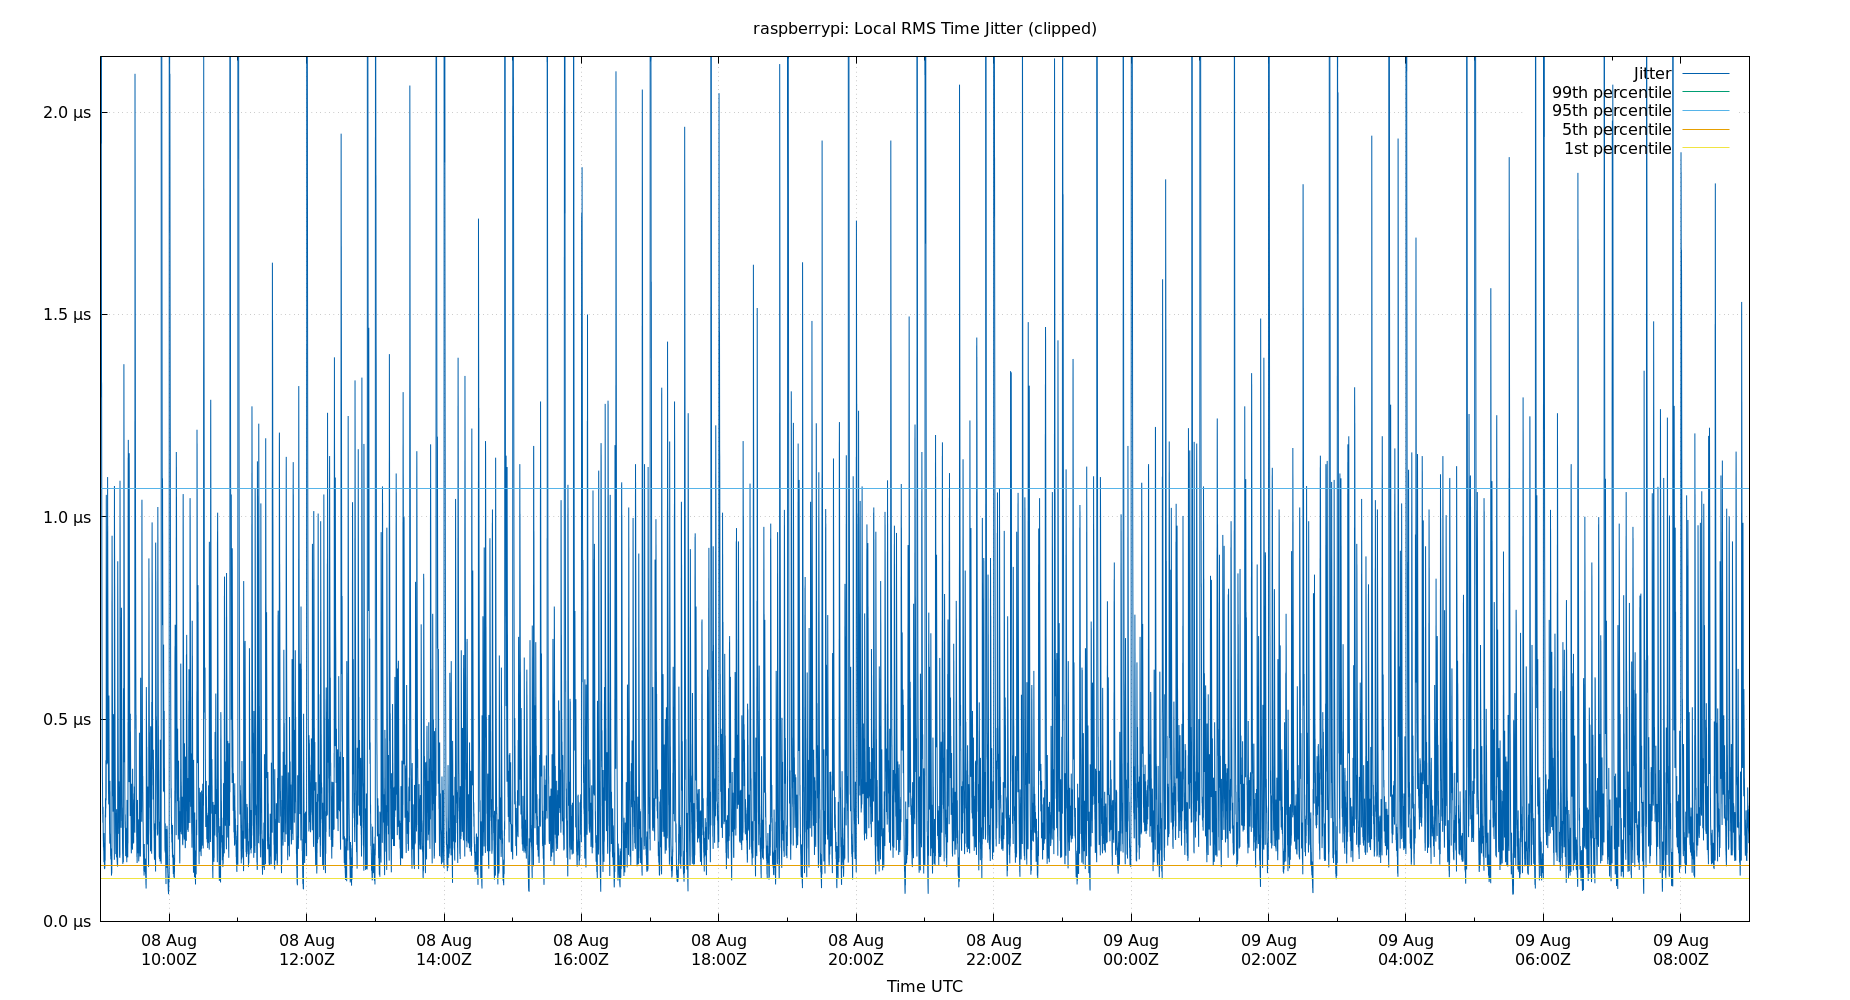 raspberrypi: Local RMS Time Jitter (clipped)
Jitter
99th percentile
95th percentile
5th percentile
1st percentile
2.0 μs
1.5 μs
1.0 μs
0.5 μs
0.0 μs
08 Aug 08 Aug 08 Aug 08 Aug 08 Aug 08 Aug 08 Aug 09 Aug 09 Aug 09 Aug 09 Aug 09 Aug
10:00Z 12:00Z 14:00Z 16:00Z 18:00Z 20:00Z 22:00Z 00:00Z 02:00Z 04:00Z 06:00Z 08:00Z
Time UTC